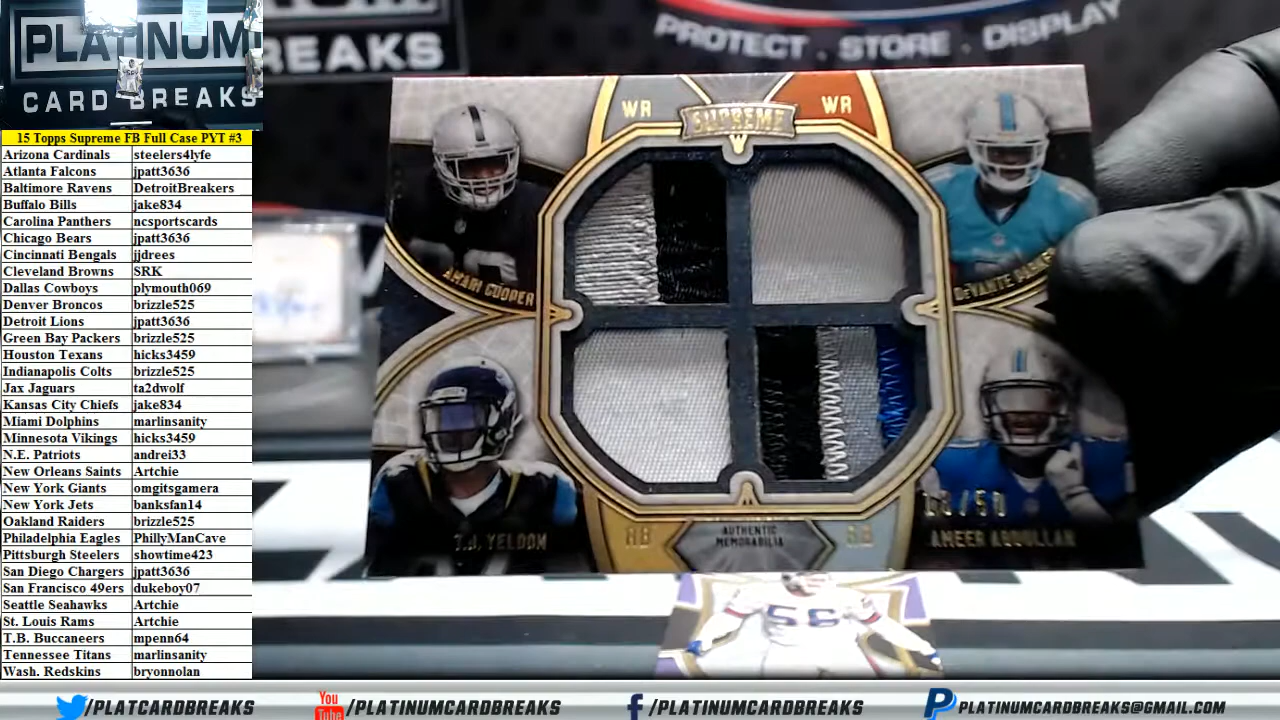 PLATINUM
CARD BREAKS
REAKS
PROTECT . STORE . DISPLAY
15 Topps Supreme FB Full Case PYT #3
Arizona Cardinals steelers4lyfe
Atlanta Falcons jpatt3636
Baltimore Ravens DetroitBreakers
Buffalo Bills jake834
Carolina Panthers ncsportscards
Chicago Bears jpatt3636
Cincinnati Bengals jjdrees
Cleveland Browns SRK
Dallas Cowboys plymouth069
Denver Broncos brizzle525
Detroit Lions jpatt3636
Green Bay Packers brizzle525
Houston Texans hicks3459
Indianapolis Colts brizzle525
Jax Jaguars ta2dwolf
Kansas City Chiefs jake834
Miami Dolphins marlinsanity
Minnesota Vikings hicks3459
N.E. Patriots andrei33
New Orleans Saints Artchie
New York Giants omgitsgamera
New York Jets banksfan14
Oakland Raiders brizzle525
Philadelphia Eagles PhillyManCave
Pittsburgh Steelers showtime423
San Diego Chargers jpatt3636
San Francisco 49ers dukeboy07
Seattle Seahawks Artchie
St. Louis Rams Artchie
T.B. Buccaneers mpenn64
Tennessee Titans marlinsanity
Wash. Redskins bryonnolan
WR SUPREME WR
AMARI COOPER DEVANTE
T.J. YELDON RB AUTHENTIC MEMORABILIA RB AMEER ABDULLAH
56
/PLATCARDBREAKS You Tube /PLATINUMCARDBREAKS /PLATINUMCARDBREAKS PLATINUMCARDBREAKS@GMAIL.COM